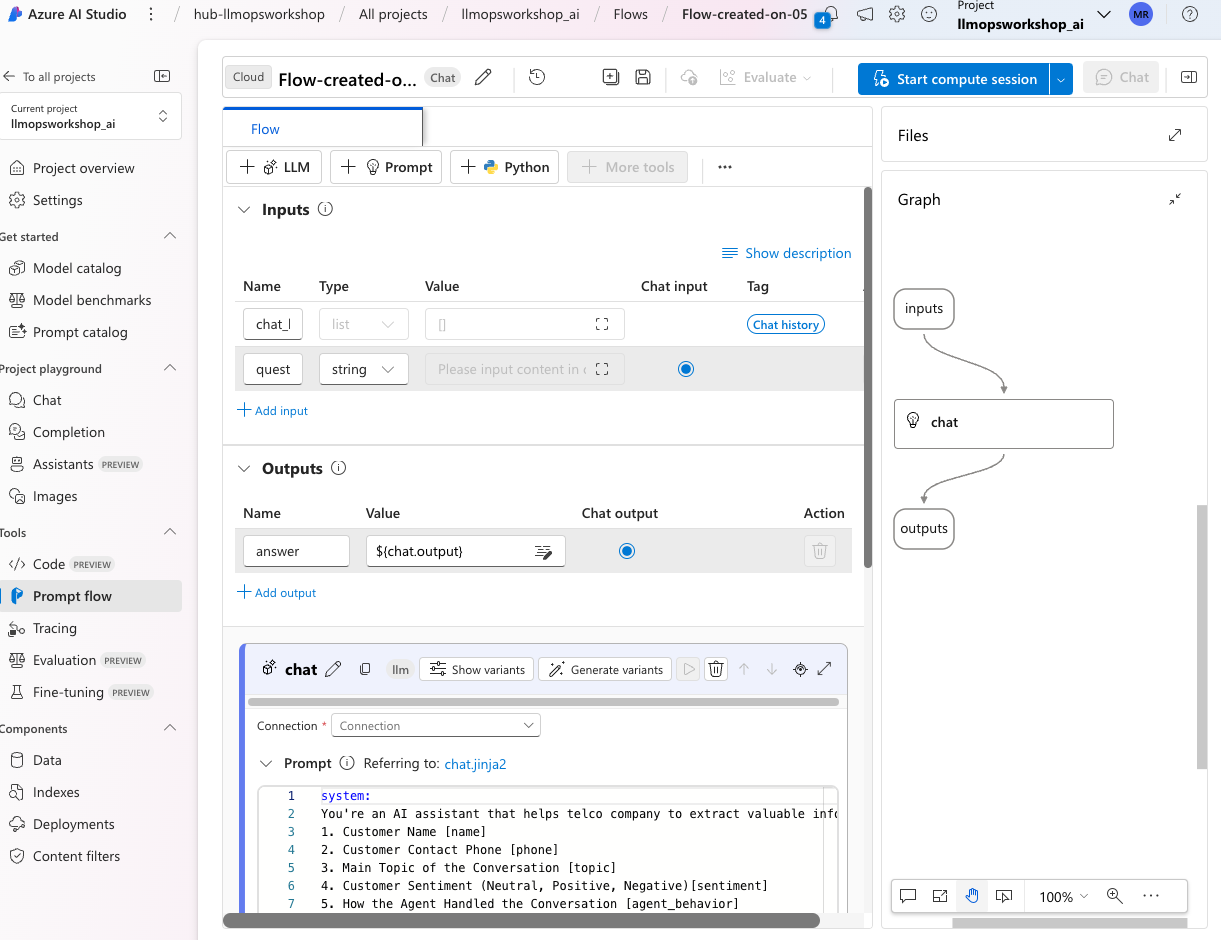 Azure AI Studio / hub-llmopsworkshop / All projects / llmopsworkshop_ai / Flows / Flow-created-on-05
4
Project
llmopsworkshop_ai
MR
To all projects
Current project
llmopsworkshop_ai
Project overview
Settings
Get started
Model catalog
Model benchmarks
Prompt catalog
Project playground
Chat
Completion
Assistants PREVIEW
Images
Tools
Code PREVIEW
Prompt flow
Tracing
Evaluation PREVIEW
Fine-tuning PREVIEW
Components
Data
Indexes
Deployments
Content filters
Cloud Flow-created-o... Chat Evaluate Start compute session Chat
Flow
LLM Prompt Python More tools ...
Inputs
Show description
Name Type Value Chat input Tag
chat_l list [] Chat history
quest string Please input content in c
Add input
Outputs
Name Value Chat output Action
answer ${chat.output}
Add output
chat llm Show variants Generate variants
Connection * Connection
Prompt Referring to: chat.jinja2
1 system:
2 You're an AI assistant that helps telco company to extract valuable info
3 1. Customer Name [name]
4 2. Customer Contact Phone [phone]
5 3. Main Topic of the Conversation [topic]
6 4. Customer Sentiment (Neutral, Positive, Negative)[sentiment]
7 5. How the Agent Handled the Conversation [agent_behavior]
Files
Graph
inputs
chat
outputs
100% ...